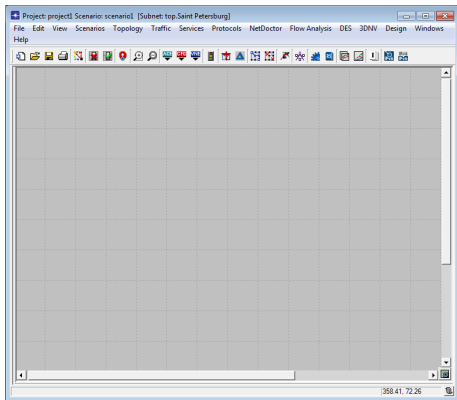 Project: project1 Scenario: scenario1 [Subnet: top.Saint Petersburg]
File Edit View Scenarios Topology Traffic Services Protocols NetDoctor Flow Analysis DES 3DNV Design Windows
Help
358.41, 72.26